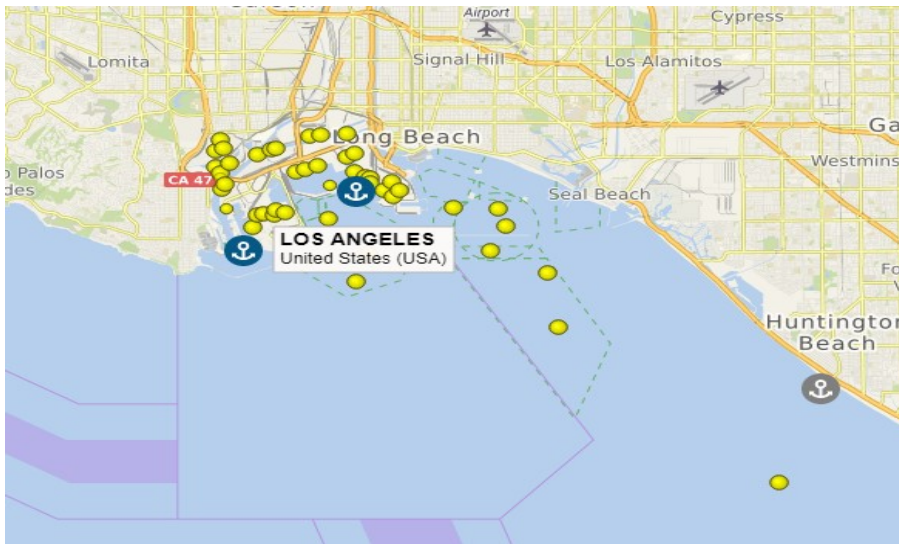 Airport
Cypress
Lomita
Signal Hill
Los Alamitos
Long Beach
Ga
Westmins
o Palos
des
CA 47
Seal Beach
LOS ANGELES
United States (USA)
Fo
Huntington
Beach